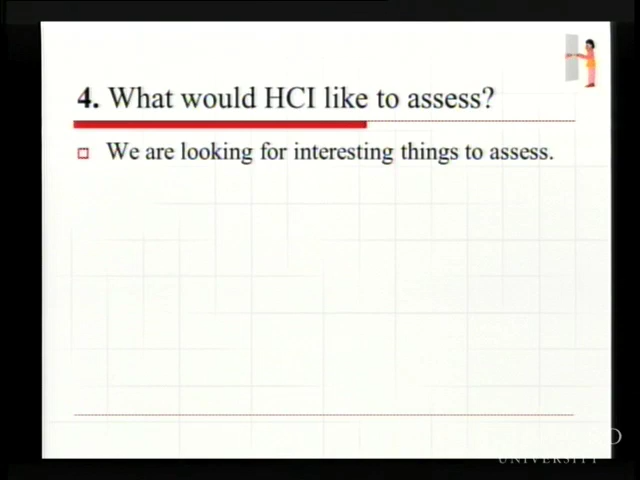 4. What would HCI like to assess?
We are looking for interesting things to assess.
UNIVERSITY